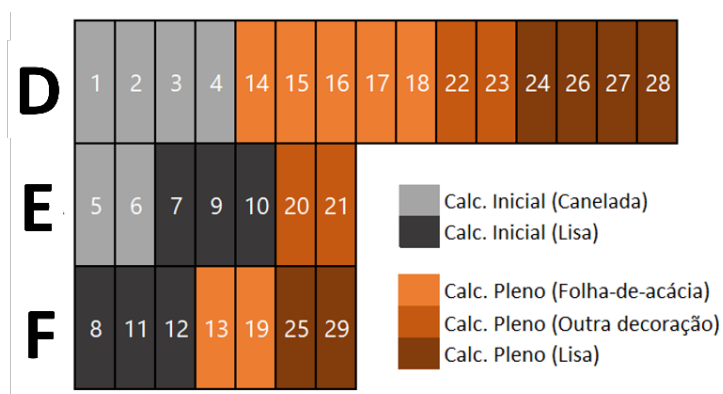 D 1 2 3 4 14 15 16 17 18 22 23 24 26 27 28
E 5 6 7 9 10 20 21
Calc. Inicial (Canelada)
Calc. Inicial (Lisa)
F 8 11 12 13 19 25 29
Calc. Pleno (Folha-de-acácia)
Calc. Pleno (Outra decoração)
Calc. Pleno (Lisa)